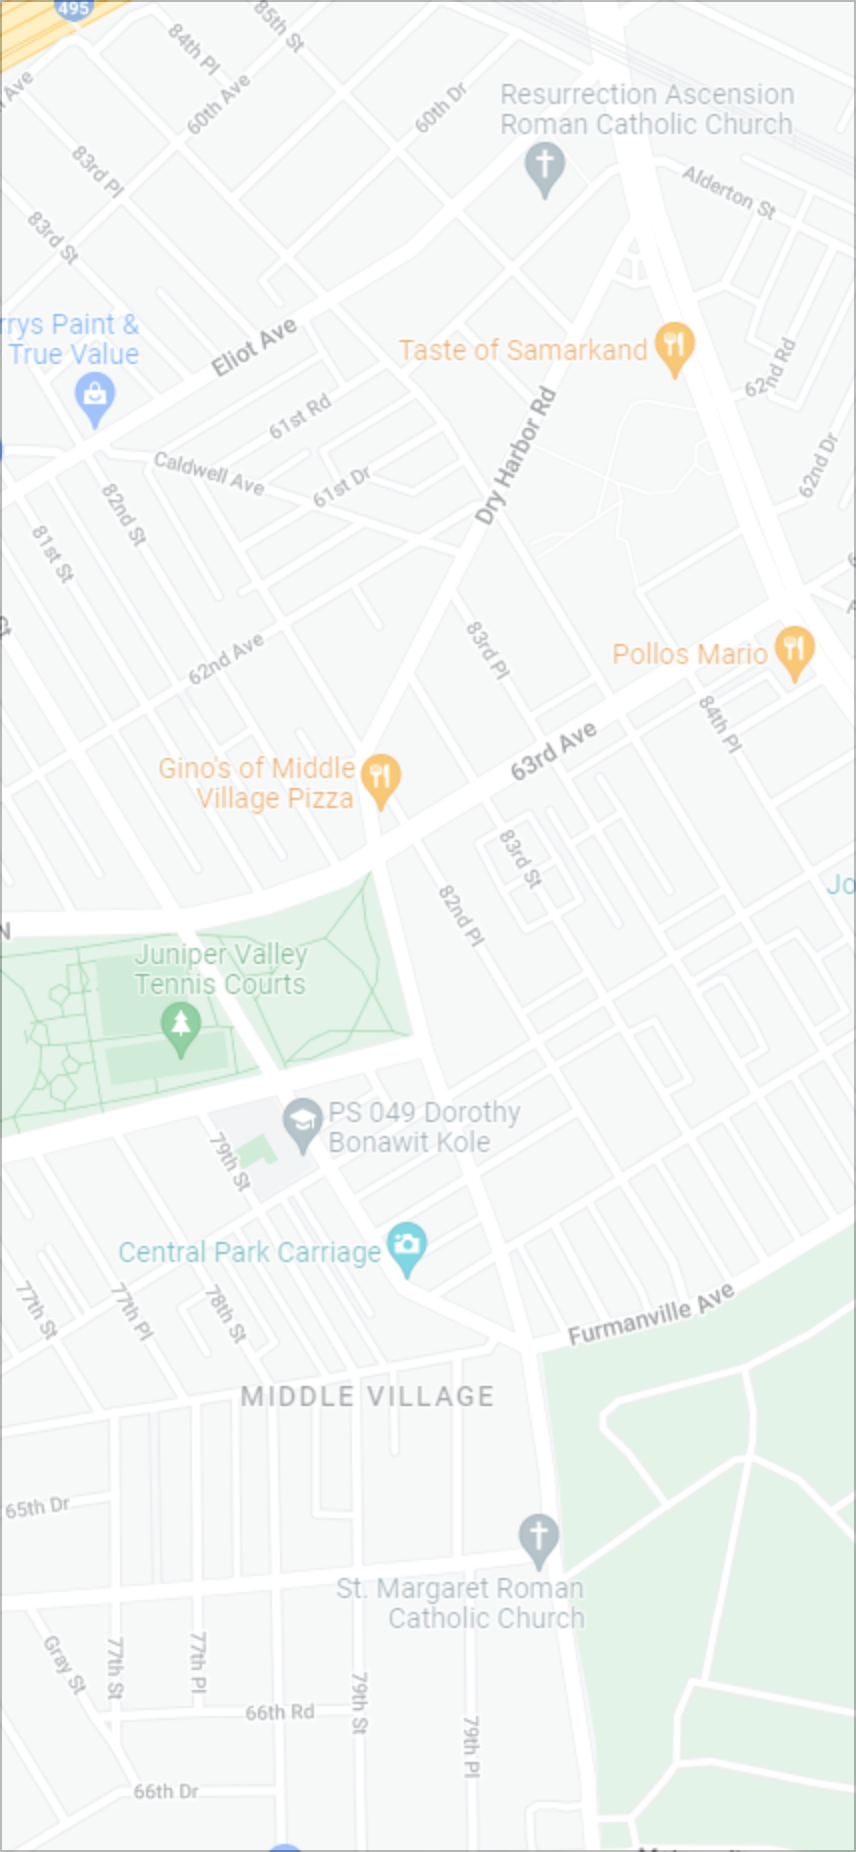 495
85th St
84th Pl
60th Ave
60th Dr
Ave
Resurrection Ascension
Roman Catholic Church
83rd Pl
Alderton St
83rd St
rrys Paint &
True Value
Eliot Ave
Taste of Samarkand
62nd Rd
61st Rd
Dry Harbor Rd
Caldwell Ave
61st Dr
62nd Dr
82nd St
81st St
St
83rd Pl
62nd Ave
Pollos Mario
84th Pl
63rd Ave
Gino's of Middle
Village Pizza
83rd St
Jo
82nd Pl
N
Juniper Valley
Tennis Courts
PS 049 Dorothy
Bonawit Kole
79th St
Central Park Carriage
77th St
77th Pl
78th St
Furmanville Ave
MIDDLE VILLAGE
65th Dr
St. Margaret Roman
Catholic Church
Gray St
77th St
77th Pl
79th St
66th Rd
79th Pl
66th Dr